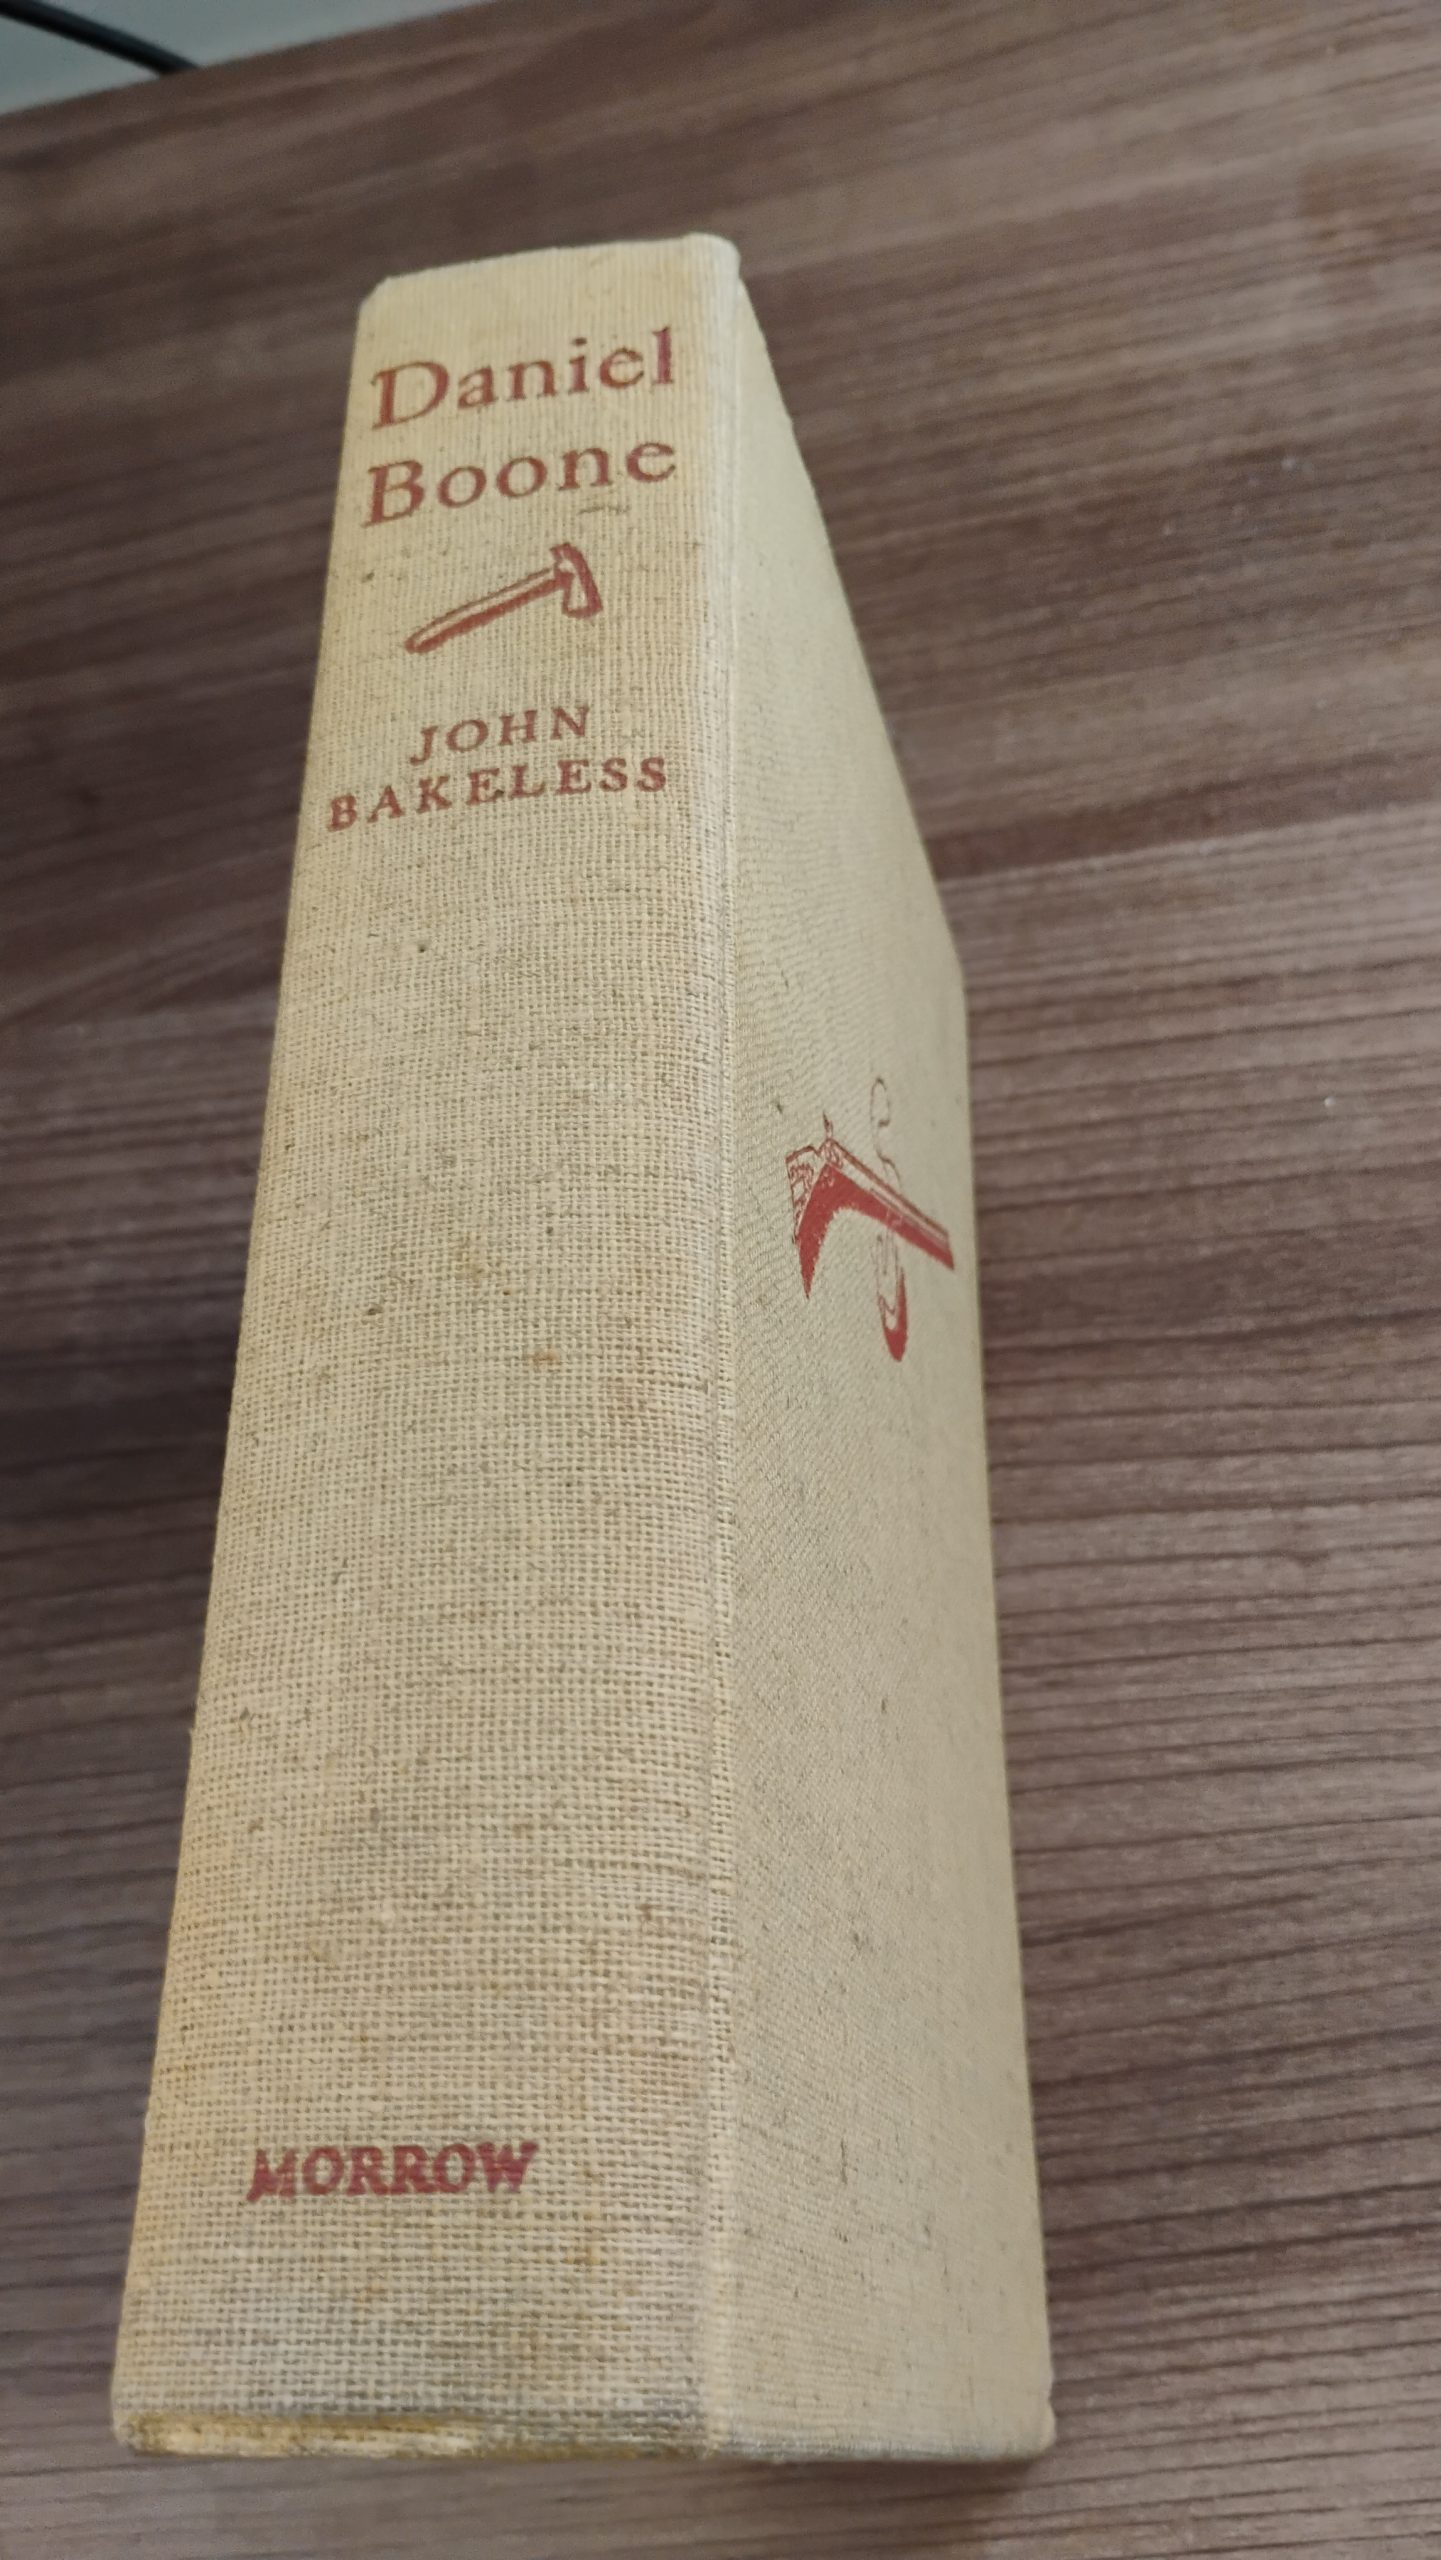 Daniel
Boone
JOHN
BAKELESS
MORROW